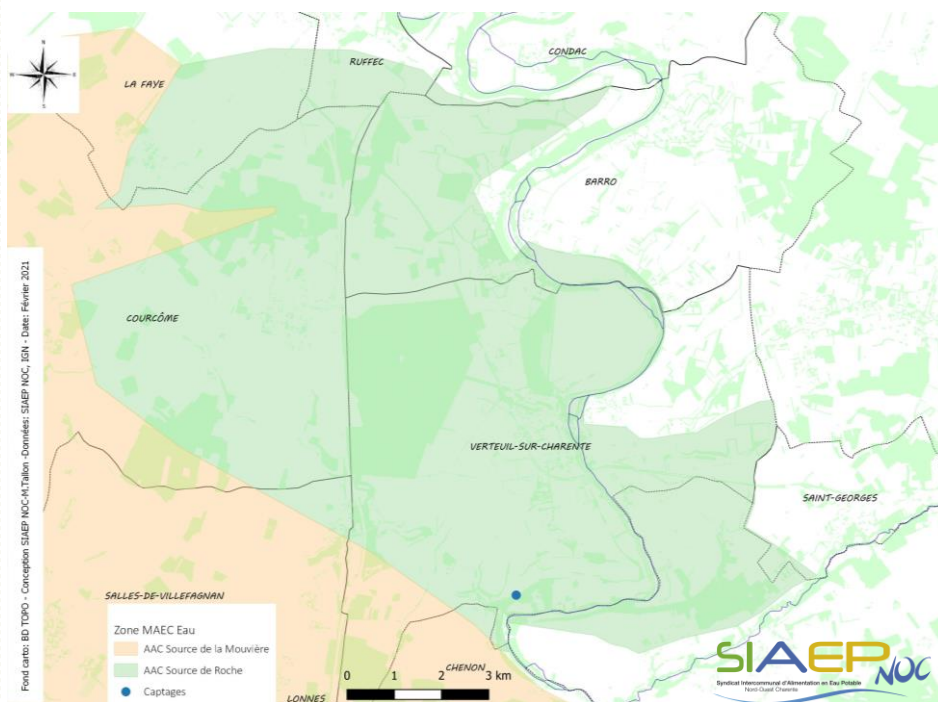 N
W
E
S
CONDAC
RUFFEC
LA FAYE
BARRO
COURCÔME
VERTEUIL-SUR-CHARENTE
SAINT-GEORGES
SALLES-DE-VILLEFAGNAN
CHENON
LONNES
Zone MAEC Eau
AAC Source de la Mouvière
AAC Source de Roche
Captages
0 1 2 3 km
SIAEP NOC
Syndicat Intercommunal d'Alimentation en Eau Potable
Nord-Ouest Charente
Fond carto: BD TOPO - Conception SIAEP NOC-M.Tallon -Données: SIAEP NOC, IGN - Date: Février 2021